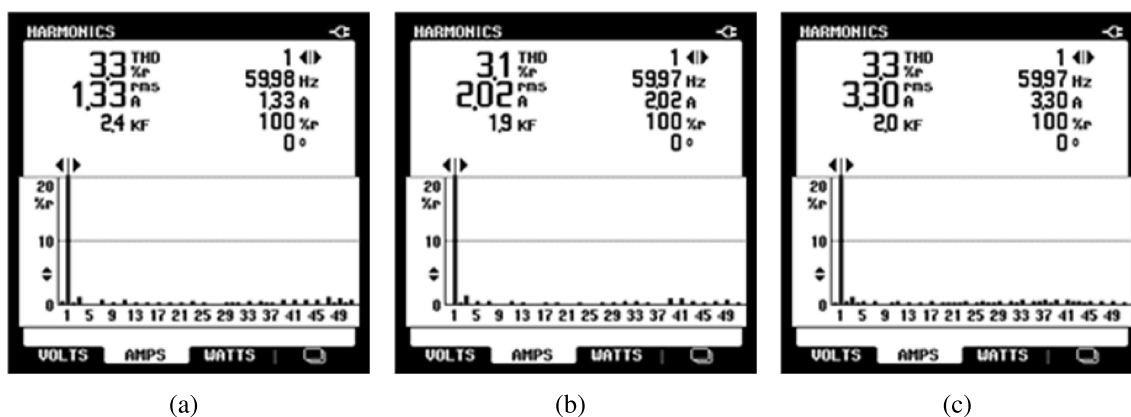 HARMONICS
3,3 THD %r
1,33 rms A
2,4 KF
1
59,98 Hz
1,33 A
100 %r
0 °
20
%r
10
0
1 5 9 13 17 21 25 29 33 37 41 45 49
VOLTS AMPS WATTS
(a)
HARMONICS
3,1 THD %r
2,02 rms A
1,9 KF
1
59,97 Hz
2,02 A
100 %r
0 °
20
%r
10
0
1 5 9 13 17 21 25 29 33 37 41 45 49
VOLTS AMPS WATTS
(b)
HARMONICS
3,3 THD %r
3,30 rms A
2,0 KF
1
59,97 Hz
3,30 A
100 %r
0 °
20
%r
10
0
1 5 9 13 17 21 25 29 33 37 41 45 49
VOLTS AMPS WATTS
(c)